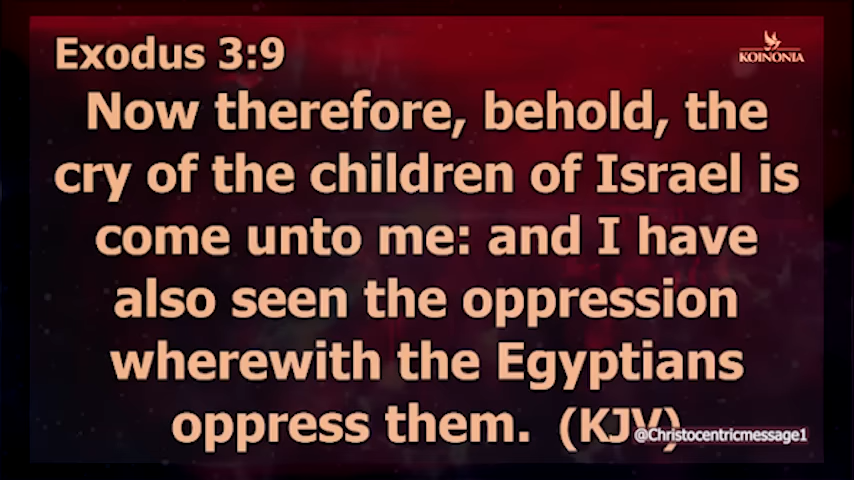 Exodus 3:9
KOINONIA
Now therefore, behold, the
cry of the children of Israel is
come unto me: and I have
also seen the oppression
wherewith the Egyptians
oppress them. (KJV)
@Christocentricmessage1